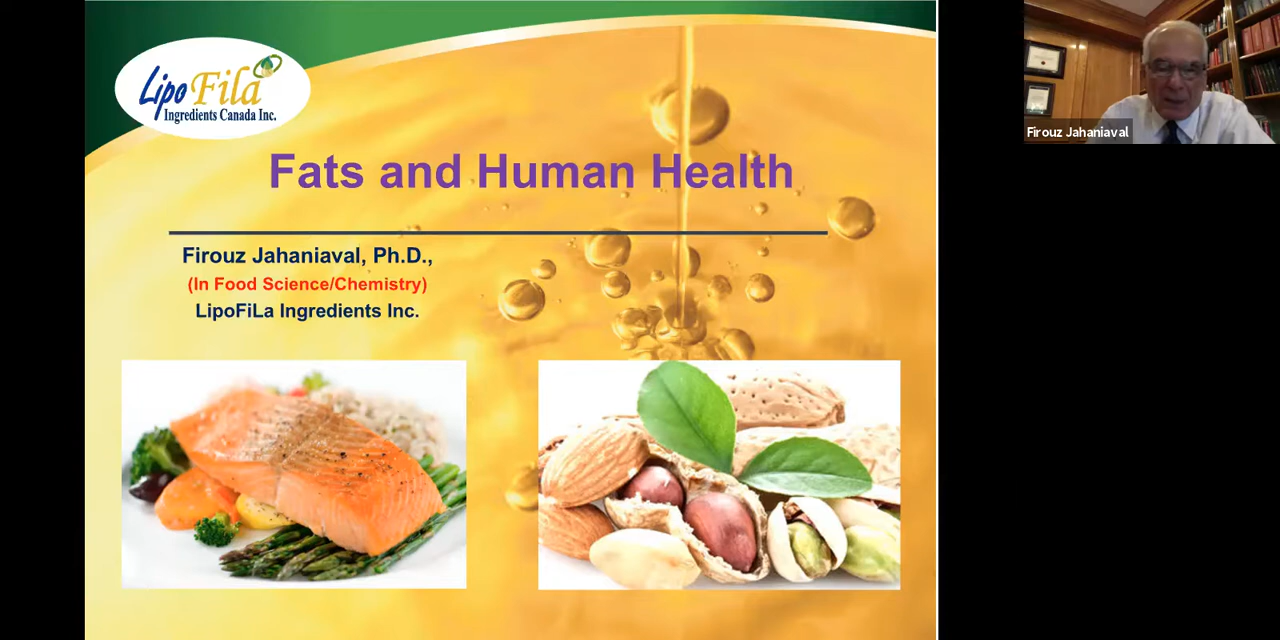 Lipo Fila
Ingredients Canada Inc.
Fats and Human Health
Firouz Jahaniaval, Ph.D.,
(In Food Science/Chemistry)
LipoFiLa Ingredients Inc.
Firouz Jahaniaval